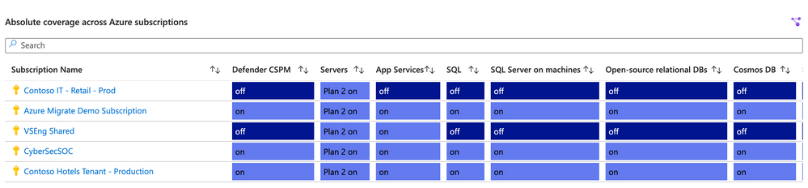 Absolute coverage across Azure subscriptions
Search
Subscription Name ↑↓ Defender CSPM ↑↓ Servers ↑↓ App Services ↑↓ SQL ↑↓ SQL Server on machines ↑↓ Open-source relational DBs ↑↓ Cosmos DB ↑↓
Contoso IT - Retail - Prod off Plan 2 on off off off off off
Azure Migrate Demo Subscription on Plan 2 on on on on on on
VSEng Shared off Plan 2 on on off off off off
CyberSecSOC on Plan 2 on on on on on on
Contoso Hotels Tenant - Production on Plan 2 on on on on on on